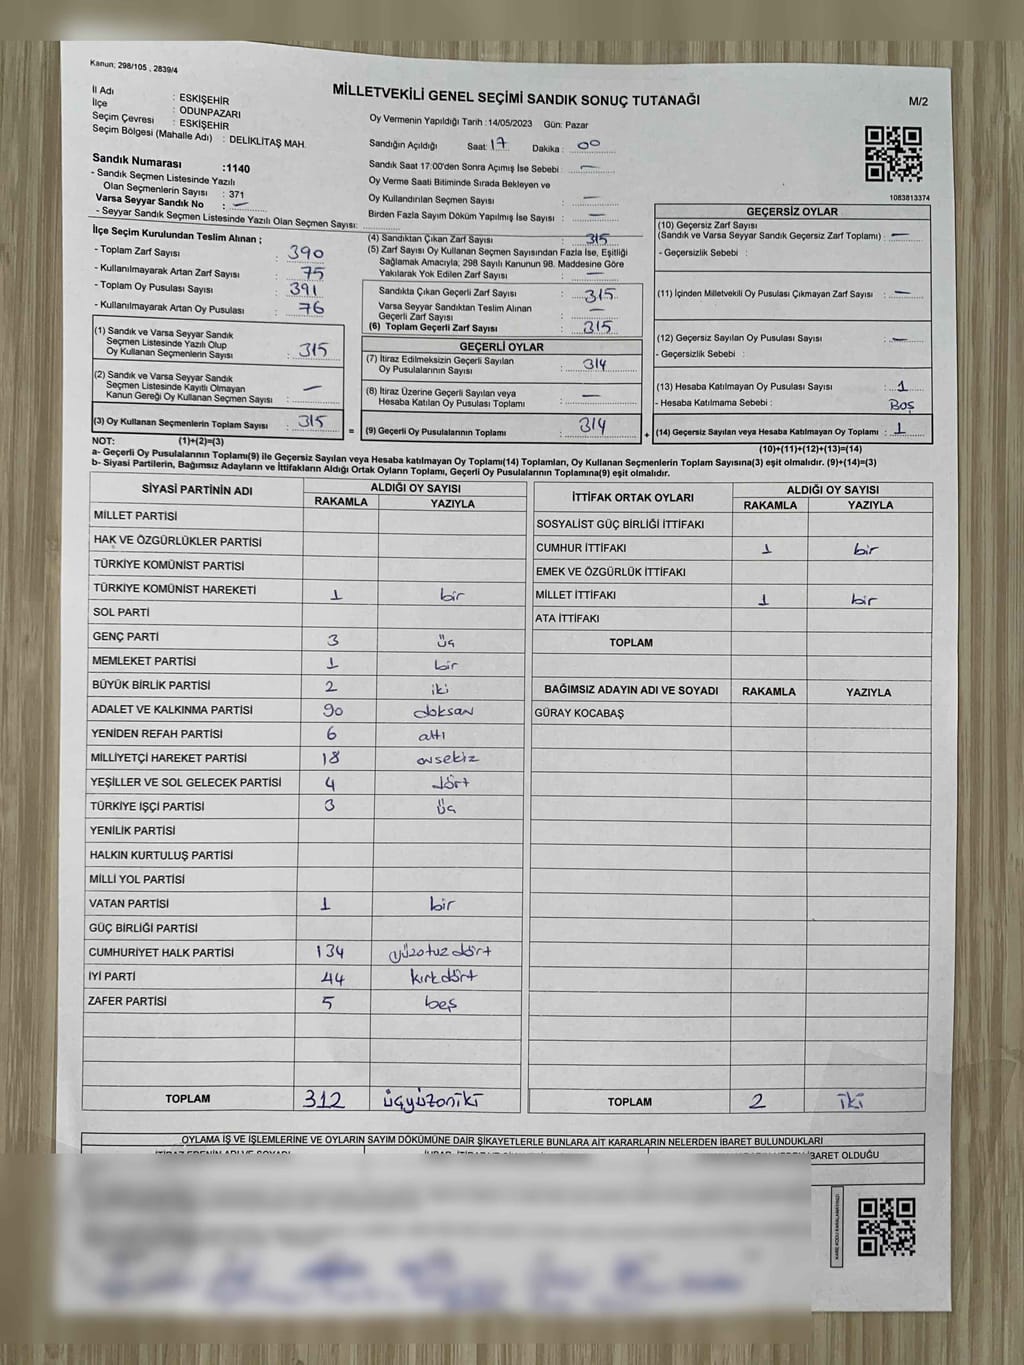 Kanun; 298/105 , 2839/4
MİLLETVEKİLİ GENEL SEÇİMİ SANDIK SONUÇ TUTANAĞI
M/2
İl Adı : ESKİŞEHİR
İlçe : ODUNPAZARI
Seçim Çevresi : ESKİŞEHİR
Seçim Bölgesi (Mahalle Adı) : DELİKLİTAŞ MAH.
Sandık Numarası :1140
- Sandık Seçmen Listesinde Yazılı
Olan Seçmenlerin Sayısı : 371
Varsa Seyyar Sandık No : —
- Seyyar Sandık Seçmen Listesinde Yazılı Olan Seçmen Sayısı:
Oy Vermenin Yapıldığı Tarih :14/05/2023 Gün: Pazar
Sandığın Açıldığı Saat: 17 Dakika : 00
Sandık Saat 17:00'den Sonra Açımış İse Sebebi : —
Oy Verme Saati Bitiminde Sırada Bekleyen ve
Oy Kullandırılan Seçmen Sayısı : —
Birden Fazla Sayım Döküm Yapılmış İse Sayısı : —
1083813374
İlçe Seçim Kurulundan Teslim Alınan ;
- Toplam Zarf Sayısı : 390
- Kullanılmayarak Artan Zarf Sayısı : 75
- Toplam Oy Pusulası Sayısı : 391
- Kullanılmayarak Artan Oy Pusulası : 76
(1) Sandık ve Varsa Seyyar Sandık
Seçmen Listesinde Yazılı Olup
Oy Kullanan Seçmenlerin Sayısı : 315
(2) Sandık ve Varsa Seyyar Sandık
Seçmen Listesinde Kayıtlı Olmayan
Kanun Gereği Oy Kullanan Seçmen Sayısı : —
(3) Oy Kullanan Seçmenlerin Toplam Sayısı : 315
(4) Sandıktan Çıkan Zarf Sayısı : 315
(5) Zarf Sayısı Oy Kullanan Seçmen Sayısından Fazla İse, Eşitliği
Sağlamak Amacıyla; 298 Sayılı Kanunun 98. Maddesine Göre
Yakılarak Yok Edilen Zarf Sayısı : —
Sandıkta Çıkan Geçerli Zarf Sayısı : 315
Varsa Seyyar Sandıktan Teslim Alınan
Geçerli Zarf Sayısı : —
(6) Toplam Geçerli Zarf Sayısı : 315
GEÇERLİ OYLAR
(7) İtiraz Edilmeksizin Geçerli Sayılan
Oy Pusulalarının Sayısı : 314
(8) İtiraz Üzerine Geçerli Sayılan veya
Hesaba Katılan Oy Pusulası Toplamı : —
= (9) Geçerli Oy Pusulalarının Toplamı : 314
GEÇERSİZ OYLAR
(10) Geçersiz Zarf Sayısı
(Sandık ve Varsa Seyyar Sandık Geçersiz Zarf Toplamı) : —
- Geçersizlik Sebebi :
(11) İçinden Milletvekili Oy Pusulası Çıkmayan Zarf Sayısı : —
(12) Geçersiz Sayılan Oy Pusulası Sayısı : —
- Geçersizlik Sebebi :
(13) Hesaba Katılmayan Oy Pusulası Sayısı : 1
- Hesaba Katılmama Sebebi : Boş
+ (14) Geçersiz Sayılan veya Hesaba Katılmayan Oy Toplamı : 1
NOT: (1)+(2)=(3)
(10)+(11)+(12)+(13)=(14)
a- Geçerli Oy Pusulalarının Toplamı(9) ile Geçersiz Sayılan veya Hesaba katılmayan Oy Toplamı(14) Toplamları, Oy Kullanan Seçmenlerin Toplam Sayısına(3) eşit olmalıdır. (9)+(14)=(3)
b- Siyasi Partilerin, Bağımsız Adayların ve İttifakların Aldığı Ortak Oyların Toplamı, Geçerli Oy Pusulalarının Toplamına(9) eşit olmalıdır.
SİYASİ PARTİNİN ADI ALDIĞI OY SAYISI
RAKAMLA YAZIYLA
MİLLET PARTİSİ
HAK VE ÖZGÜRLÜKLER PARTİSİ
TÜRKİYE KOMÜNİST PARTİSİ
TÜRKİYE KOMÜNİST HAREKETİ 1 bir
SOL PARTİ
GENÇ PARTİ 3 üç
MEMLEKET PARTİSİ 1 bir
BÜYÜK BİRLİK PARTİSİ 2 iki
ADALET VE KALKINMA PARTİSİ 90 doksan
YENİDEN REFAH PARTİSİ 6 altı
MİLLİYETÇİ HAREKET PARTİSİ 18 onsekiz
YEŞİLLER VE SOL GELECEK PARTİSİ 4 dört
TÜRKİYE İŞÇİ PARTİSİ 3 üç
YENİLİK PARTİSİ
HALKIN KURTULUŞ PARTİSİ
MİLLİ YOL PARTİSİ
VATAN PARTİSİ 1 bir
GÜÇ BİRLİĞİ PARTİSİ
CUMHURİYET HALK PARTİSİ 134 yüzotuzdört
İYİ PARTİ 44 kırkdört
ZAFER PARTİSİ 5 beş
TOPLAM 312 üçyüzoniki
İTTİFAK ORTAK OYLARI ALDIĞI OY SAYISI
RAKAMLA YAZIYLA
SOSYALİST GÜÇ BİRLİĞİ İTTİFAKI
CUMHUR İTTİFAKI 1 bir
EMEK VE ÖZGÜRLÜK İTTİFAKI
MİLLET İTTİFAKI 1 bir
ATA İTTİFAKI
TOPLAM
BAĞIMSIZ ADAYIN ADI VE SOYADI RAKAMLA YAZIYLA
GÜRAY KOCABAŞ
TOPLAM 2 iki
OYLAMA İŞ VE İŞLEMLERİNE VE OYLARIN SAYIM DÖKÜMÜNE DAİR ŞİKAYETLERLE BUNLARA AİT KARARLARIN NELERDEN İBARET BULUNDUKLARI
İBARET OLDUĞU